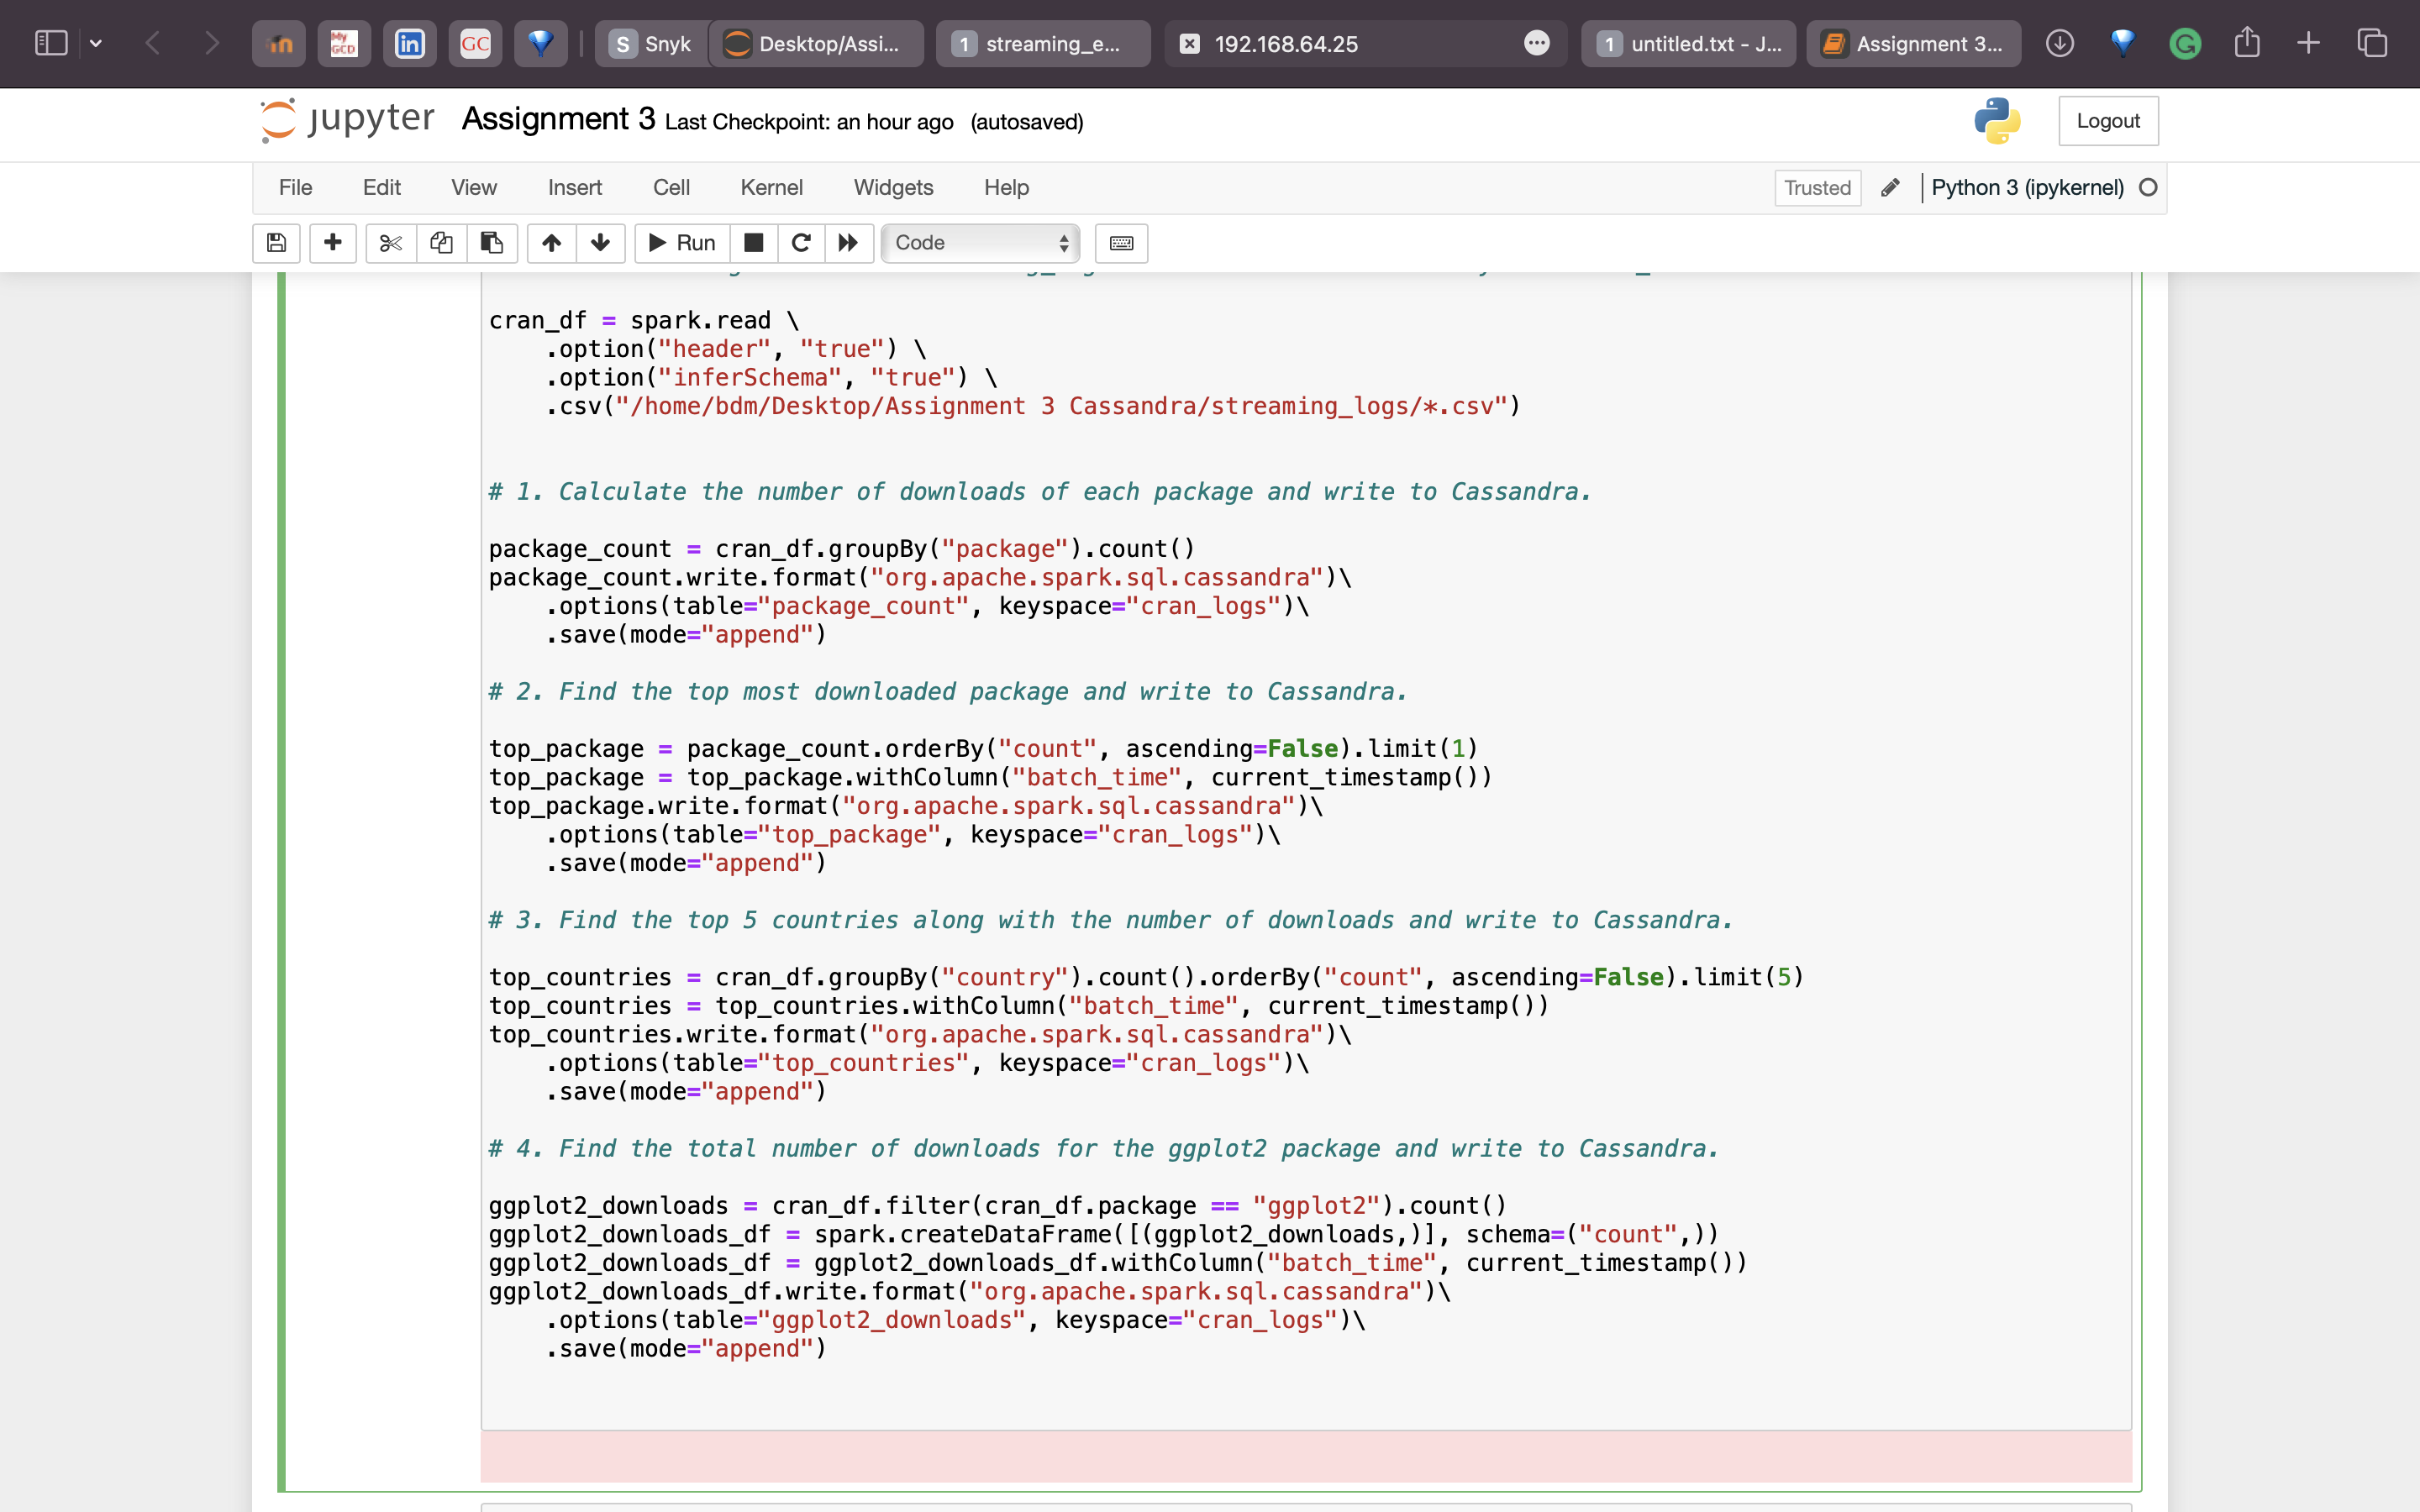 My GCD
in
GC
S Snyk
Desktop/Assi...
1 streaming_e...
192.168.64.25
1 untitled.txt - J...
Assignment 3...
jupyter Assignment 3 Last Checkpoint: an hour ago (autosaved)
Logout
File Edit View Insert Cell Kernel Widgets Help
Trusted
Python 3 (ipykernel)
Run
Code
cran_df = spark.read \
    .option("header", "true") \
    .option("inferSchema", "true") \
    .csv("/home/bdm/Desktop/Assignment 3 Cassandra/streaming_logs/*.csv")
# 1. Calculate the number of downloads of each package and write to Cassandra.
package_count = cran_df.groupBy("package").count()
package_count.write.format("org.apache.spark.sql.cassandra")\
    .options(table="package_count", keyspace="cran_logs")\
    .save(mode="append")
# 2. Find the top most downloaded package and write to Cassandra.
top_package = package_count.orderBy("count", ascending=False).limit(1)
top_package = top_package.withColumn("batch_time", current_timestamp())
top_package.write.format("org.apache.spark.sql.cassandra")\
    .options(table="top_package", keyspace="cran_logs")\
    .save(mode="append")
# 3. Find the top 5 countries along with the number of downloads and write to Cassandra.
top_countries = cran_df.groupBy("country").count().orderBy("count", ascending=False).limit(5)
top_countries = top_countries.withColumn("batch_time", current_timestamp())
top_countries.write.format("org.apache.spark.sql.cassandra")\
    .options(table="top_countries", keyspace="cran_logs")\
    .save(mode="append")
# 4. Find the total number of downloads for the ggplot2 package and write to Cassandra.
ggplot2_downloads = cran_df.filter(cran_df.package == "ggplot2").count()
ggplot2_downloads_df = spark.createDataFrame([(ggplot2_downloads,)], schema=("count",))
ggplot2_downloads_df = ggplot2_downloads_df.withColumn("batch_time", current_timestamp())
ggplot2_downloads_df.write.format("org.apache.spark.sql.cassandra")\
    .options(table="ggplot2_downloads", keyspace="cran_logs")\
    .save(mode="append")